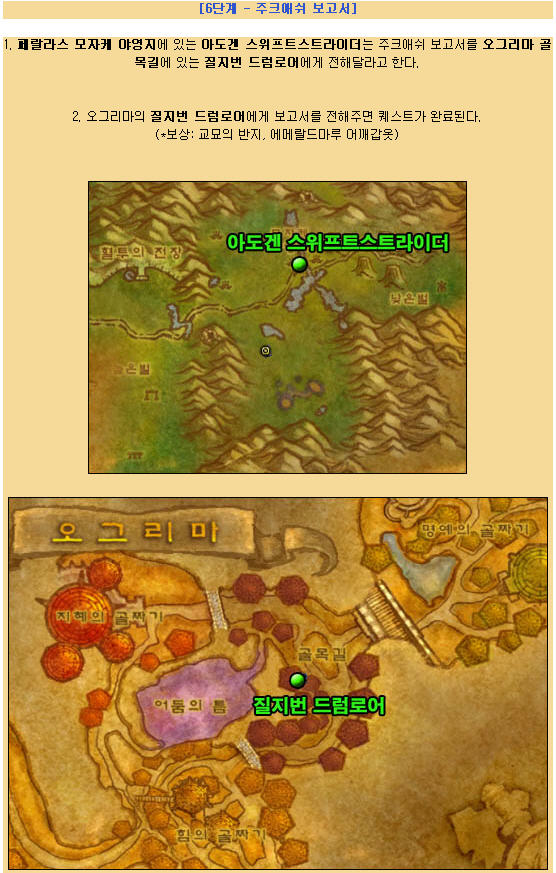 [6단계 - 주크애쉬 보고서]
1. 페랄라스 모자케 야영지에 있는 아도겐 스위프트스트라이더는 주크애쉬 보고서를 오그리마 골
목길에 있는 질지번 드럼로어에게 전해달라고 한다.
2. 오그리마의 질지번 드럼로어에게 보고서를 전해주면 퀘스트가 완료된다.
(*보상: 교묘의 반지, 에메랄드마루 어깨갑옷)
아도겐 스위프트스트라이더
혈투의 전장
낮은벌
높은벌
오그리마
명예의 골짜기
지혜의 골짜기
골목길
어둠의 틈
질지번 드럼로어
힘의 골짜기